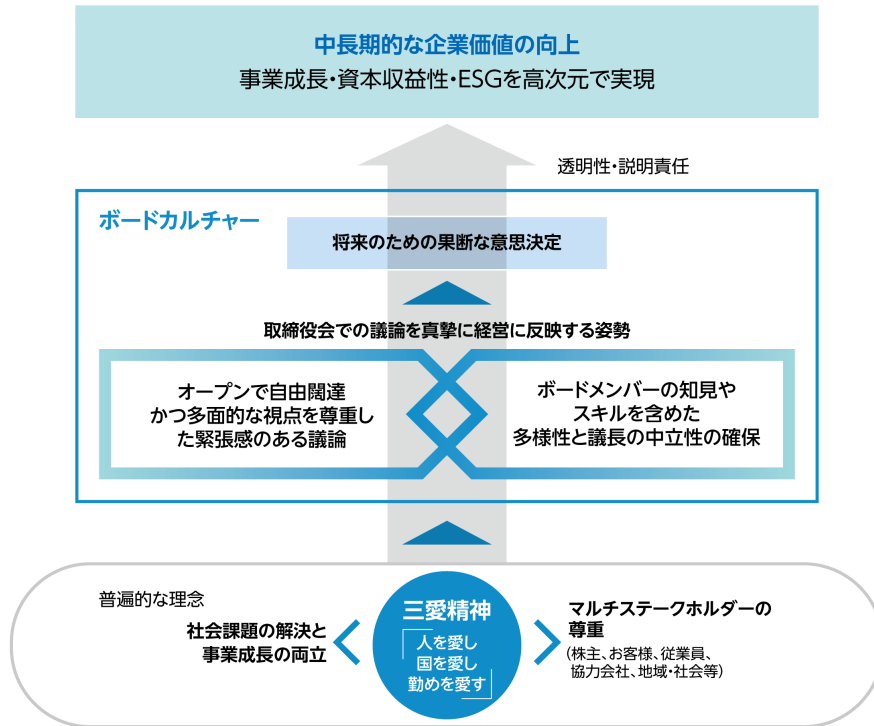 中長期的な企業価値の向上
事業成長・資本収益性・ESGを高次元で実現
透明性・説明責任
ボードカルチャー
将来のための果断な意思決定
取締役会での議論を真摯に経営に反映する姿勢
オープンで自由闊達
かつ多面的な視点を尊重し
た緊張感のある議論
ボードメンバーの知見や
スキルを含めた
多様性と議長の中立性の確保
普遍的な理念
社会課題の解決と
事業成長の両立
三愛精神
「人を愛し
国を愛し
勤めを愛す」
マルチステークホルダーの
尊重
(株主、お客様、従業員、
協力会社、地域・社会等)